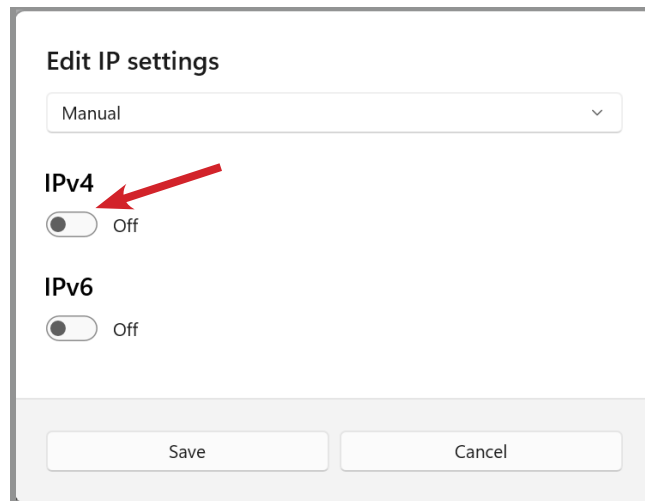 Edit IP settings
Manual
IPv4
Off
IPv6
Off
Save Cancel